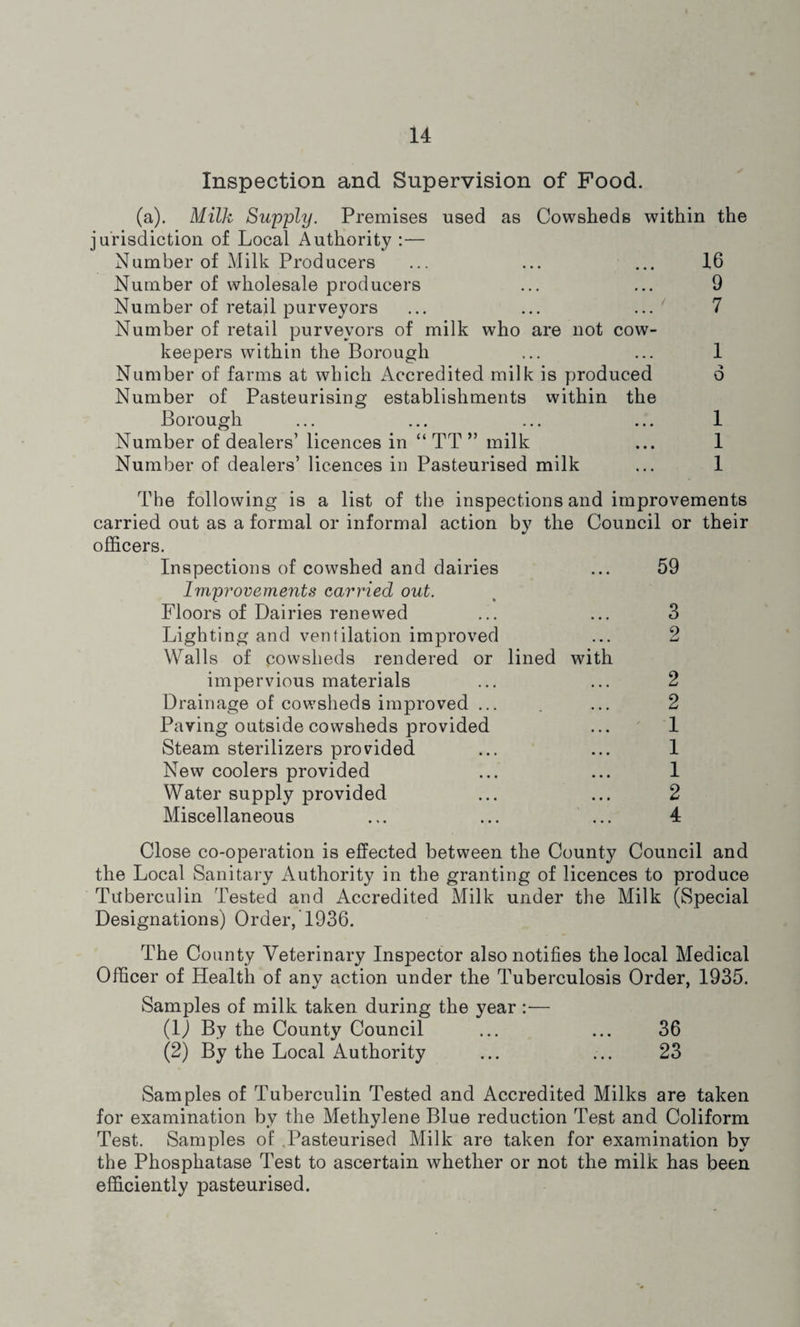 14
Inspection and Supervision of Food.
(a). Milk Supply. Premises used as Cowsheds within the
jurisdiction of Local Authority :—
Number of Milk Producers ... ... ... 16
Number of wholesale producers ... ... 9
Number of retail purveyors ... ... ... 7
Number of retail purveyors of milk who are not cow-
keepers within the Borough ... ... 1
Number of farms at which Accredited milk is produced
Number of Pasteurising establishments within the
Borough ... ... ... ... 1
Number of dealers’ licences in “ TT ” milk ... 1
Number of dealers’ licences in Pasteurised milk ... 1
The following is a list of the inspections and improvements
carried out as a formal or informal action by the Council or their
officers.
Inspections of cowshed and dairies ... 59
Improvements carried out.
Floors of Dairies renewed ... ... 3
Lighting and ventilation improved ... 2
Walls of cowsheds rendered or lined with
impervious materials ... ... 2
Drainage of cowsheds improved ... ... 2
Paving outside cowsheds provided ... 1
Steam sterilizers provided ... ... 1
New coolers provided ... ... 1
Water supply provided ... ... 2
Miscellaneous ... ... ... 4
Close co-operation is effected between the County Council and
the Local Sanitary Authority in the granting of licences to produce
Tuberculin Tested and Accredited Milk under the Milk (Special
Designations) Order, 1936.
The County Veterinary Inspector also notifies the local Medical
Officer of Health of any action under the Tuberculosis Order, 1935.
Samples of milk taken during the year :—
(1) By the County Council ... ... 36
(2) By the Local Authority ... ... 23
Samples of Tuberculin Tested and Accredited Milks are taken
for examination by the Methylene Blue reduction Test and Coliform
Test. Samples of Pasteurised Milk are taken for examination by
the Phosphatase Test to ascertain whether or not the milk has been
efficiently pasteurised.